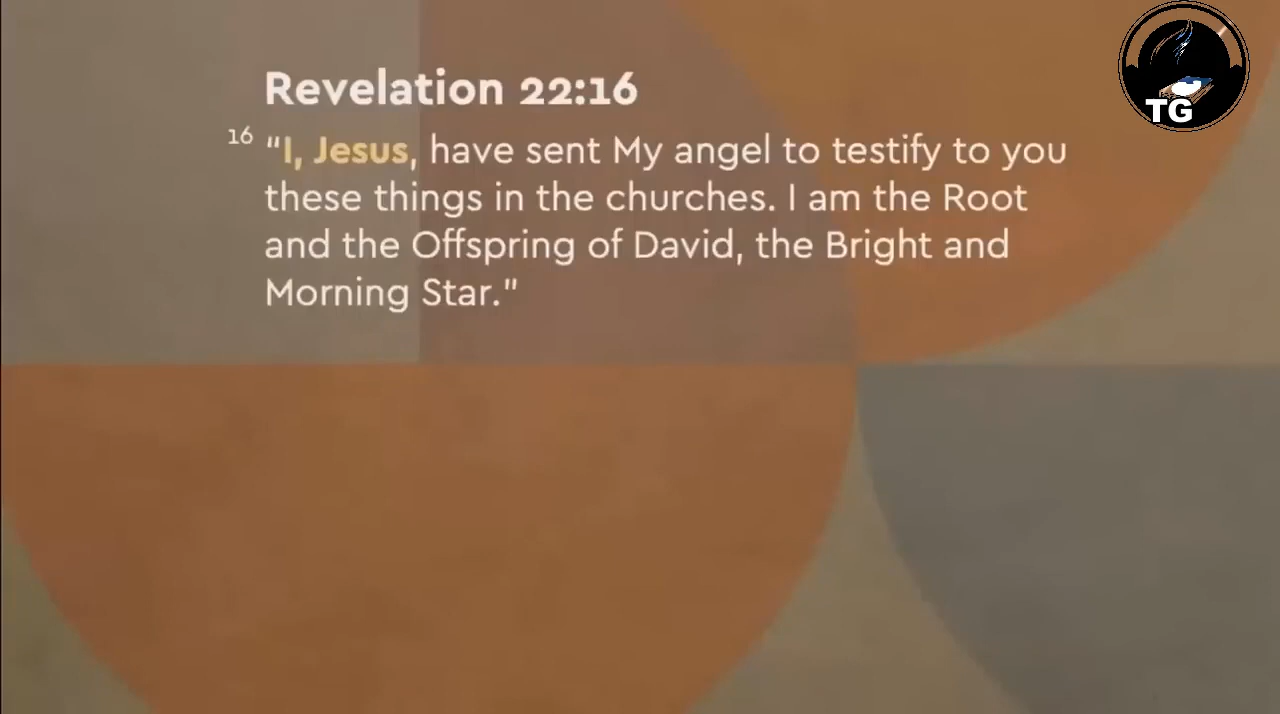 TG
Revelation 22:16
16 "I, Jesus, have sent My angel to testify to you
these things in the churches. I am the Root
and the Offspring of David, the Bright and
Morning Star."